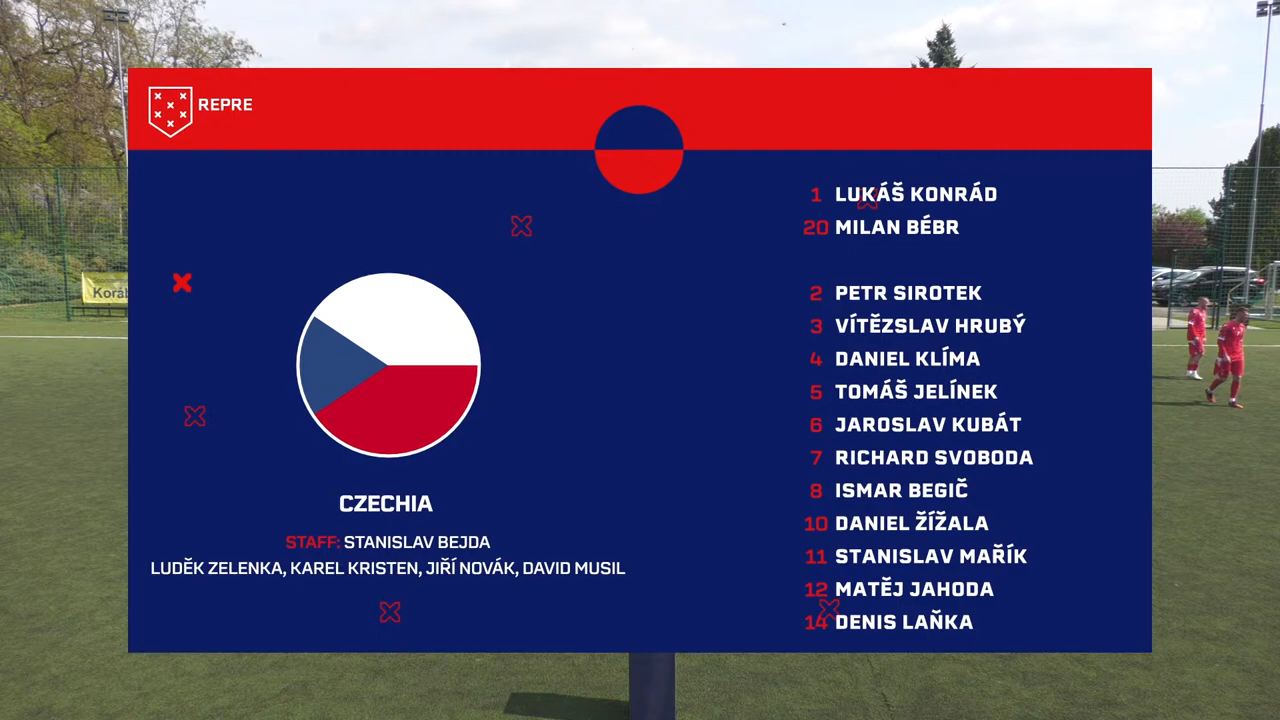 REPRE
CZECHIA
STAFF: STANISLAV BEJDA
LUDĚK ZELENKA, KAREL KRISTEN, JIŘÍ NOVÁK, DAVID MUSIL
1 LUKÁŠ KONRÁD
20 MILAN BÉBR
2 PETR SIROTEK
3 VÍTĚZSLAV HRUBÝ
4 DANIEL KLÍMA
5 TOMÁŠ JELÍNEK
6 JAROSLAV KUBÁT
7 RICHARD SVOBODA
8 ISMAR BEGIČ
10 DANIEL ŽÍŽALA
11 STANISLAV MAŘÍK
12 MATĚJ JAHODA
14 DENIS LAŇKA